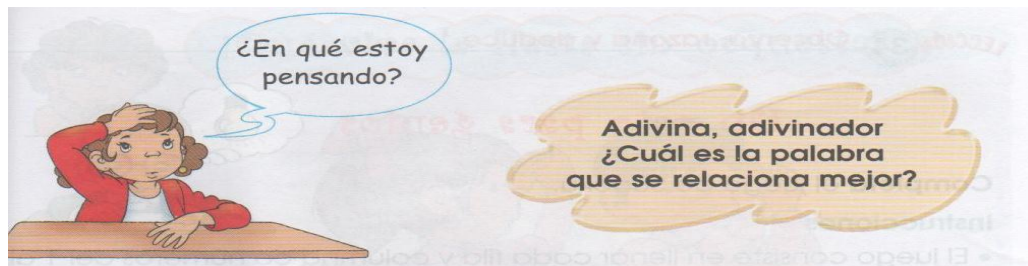 ¿En qué estoy
pensando?
Adivina, adivinador
¿Cuál es la palabra
que se relaciona mejor?